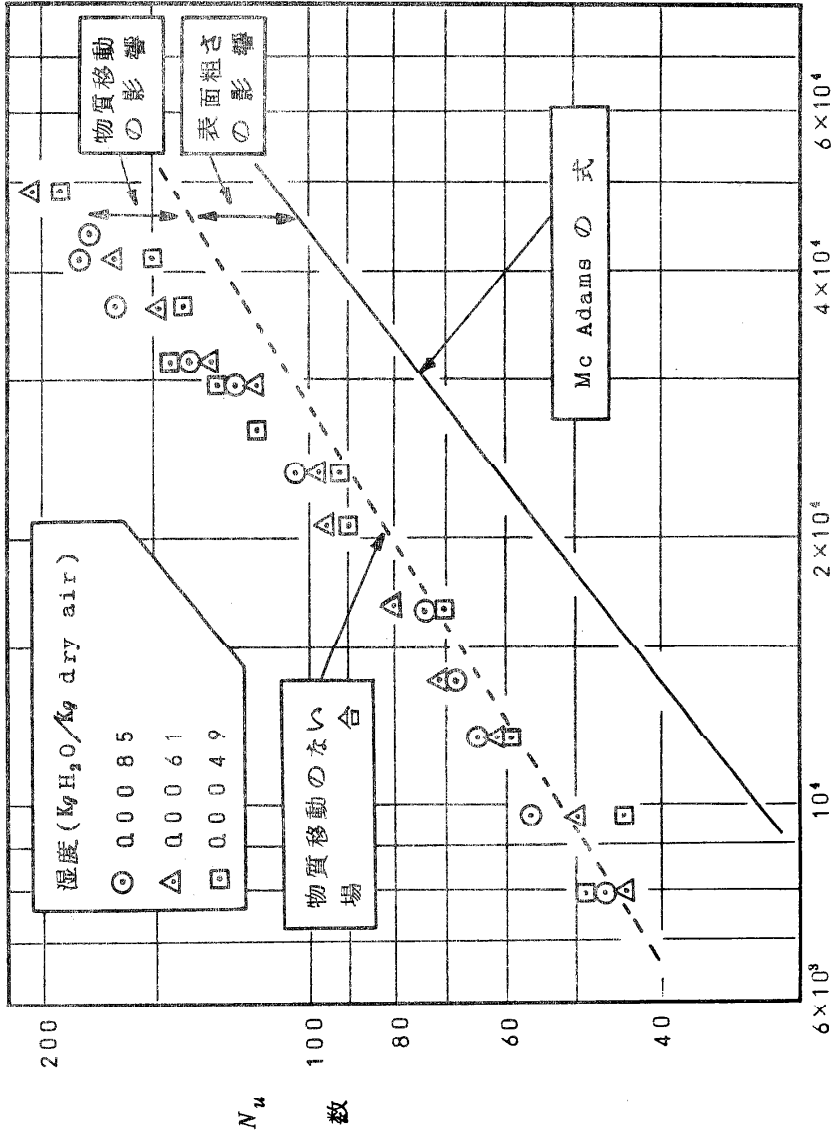 湿度(KgH₂O/Kg dry air)
⊙ 0.0085
△ 0.0061
⊡ 0.0049
物質移動
の影響
表面粗さ
の影響
物質移動のない
場合
Mc Adams の 式
Nu
数
200
100
80
60
40
6×10³
10⁴
2×10⁴
4×10⁴
6×10⁴